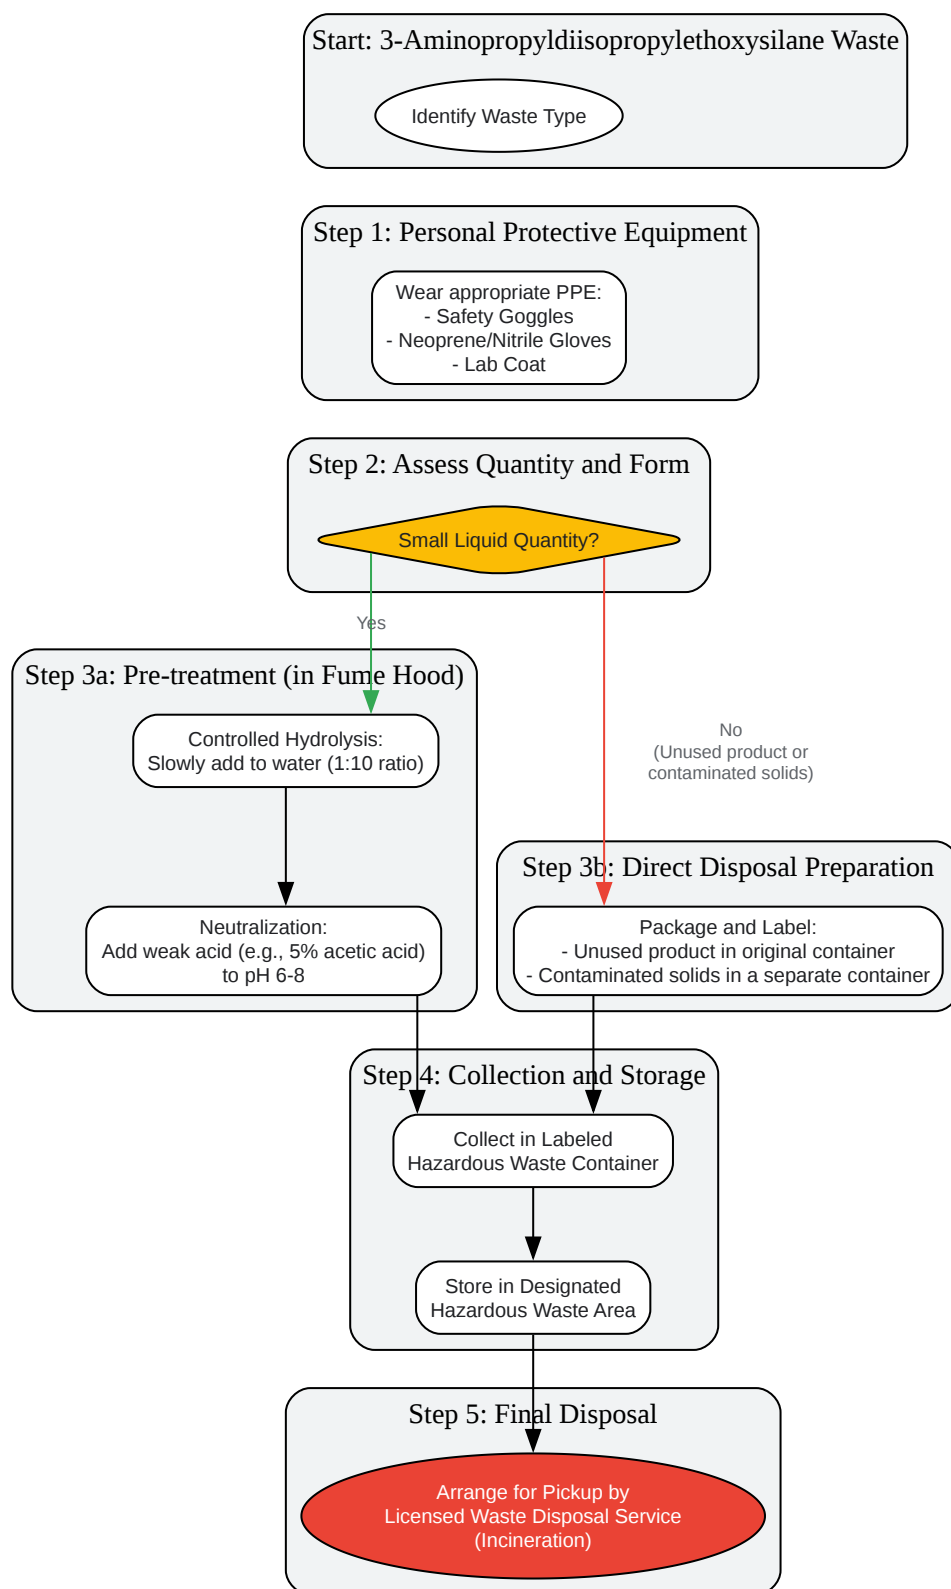 Start: 3-Aminopropyldiisopropylethoxysilane Waste
Identify Waste Type
Step 1: Personal Protective Equipment
Wear appropriate PPE:
- Safety Goggles
- Neoprene/Nitrile Gloves
- Lab Coat
Step 2: Assess Quantity and Form
Small Liquid Quantity?
Yes
Step 3a: Pre-treatment (in Fume Hood)
Controlled Hydrolysis:
Slowly add to water (1:10 ratio)
No
(Unused product or
contaminated solids)
Neutralization:
Add weak acid (e.g., 5% acetic acid)
to pH 6-8
Step 3b: Direct Disposal Preparation
Package and Label:
- Unused product in original container
- Contaminated solids in a separate container
Step 4: Collection and Storage
Collect in Labeled
Hazardous Waste Container
Store in Designated
Hazardous Waste Area
Step 5: Final Disposal
Arrange for Pickup by
Licensed Waste Disposal Service
(Incineration)